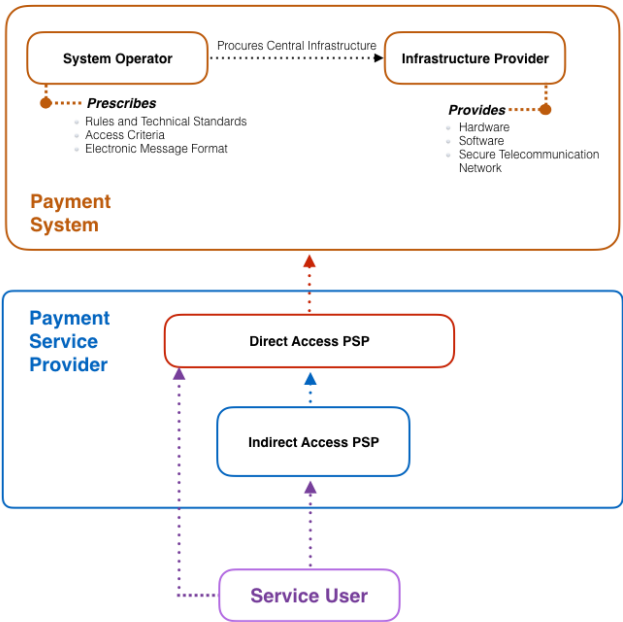 System Operator
Procures Central Infrastructure
Infrastructure Provider
Prescribes
Rules and Technical Standards
Access Criteria
Electronic Message Format
Provides
Hardware
Software
Secure Telecommunication
Network
Payment
System
Payment
Service
Provider
Direct Access PSP
Indirect Access PSP
Service User